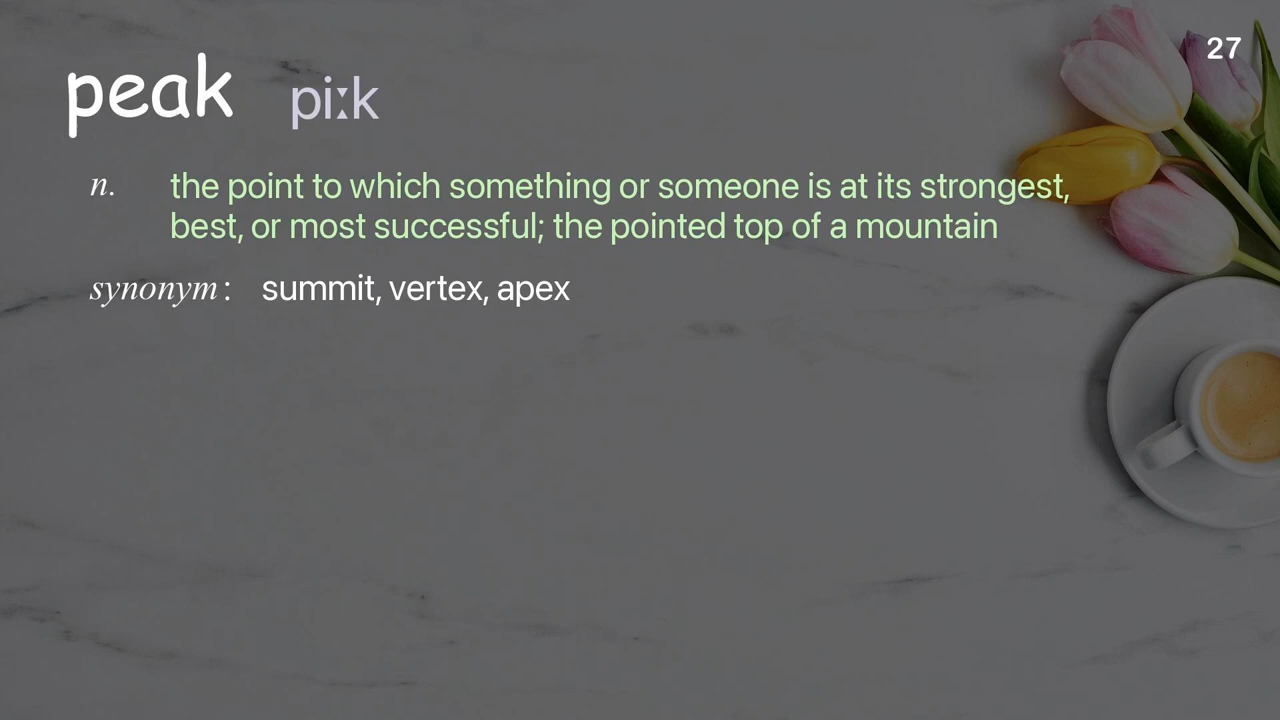 27
peak piːk
n. the point to which something or someone is at its strongest,
best, or most successful; the pointed top of a mountain
synonym: summit, vertex, apex